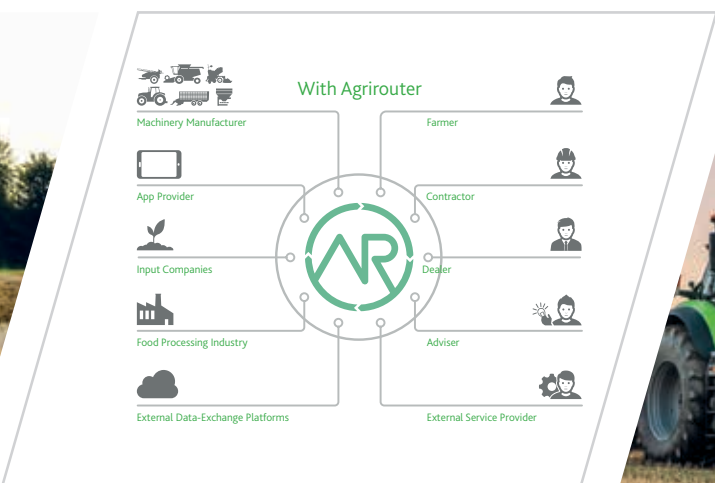 With Agrirouter
Machinery Manufacturer
Farmer
App Provider
Contractor
Input Companies
Dealer
Food Processing Industry
Adviser
External Data-Exchange Platforms
External Service Provider
AR